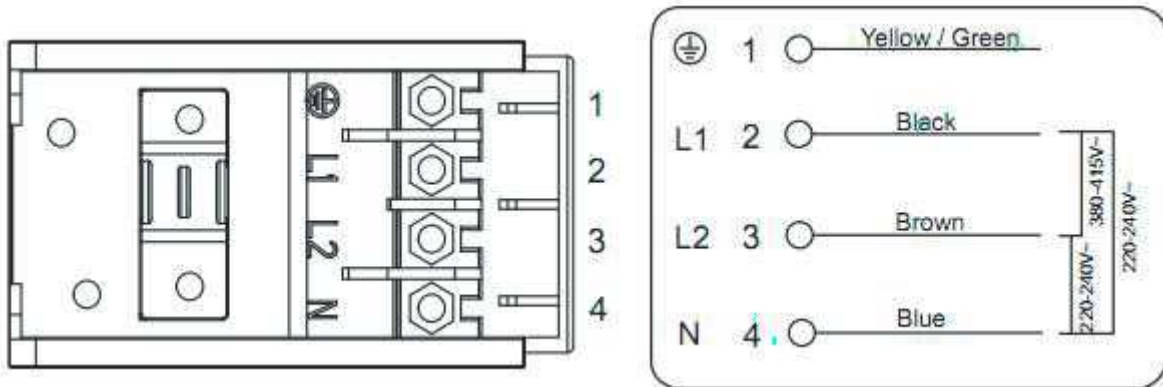 ⏚
L1
L2
N
1
2
3
4
⏚ 1 Yellow / Green
L1 2 Black
L2 3 Brown
N 4 Blue
380-415V~
220-240V~
220-240V~